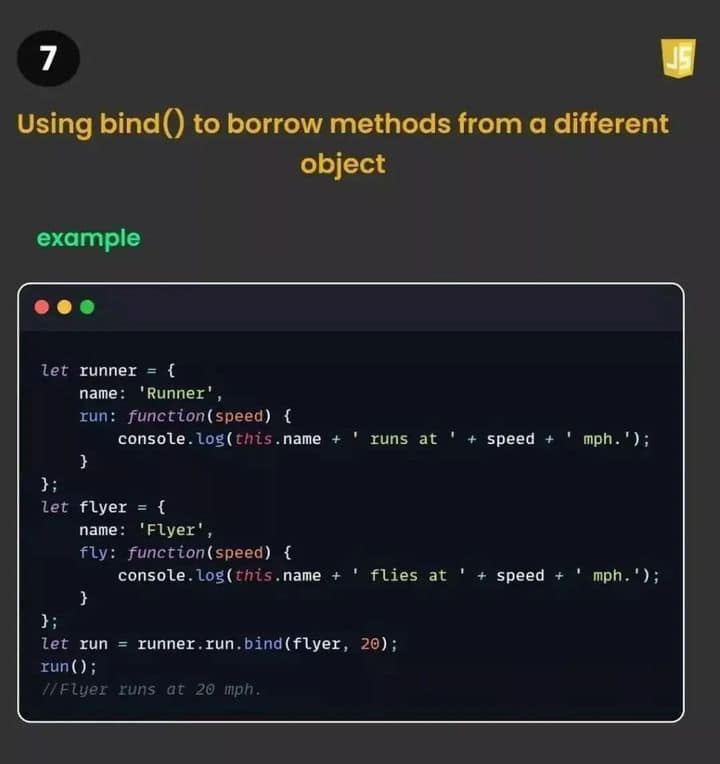 7
JS
Using bind() to borrow methods from a different
object
example
let runner = {
    name: 'Runner',
    run: function(speed) {
        console.log(this.name + ' runs at ' + speed + ' mph.');
    }
};
let flyer = {
    name: 'Flyer',
    fly: function(speed) {
        console.log(this.name + ' flies at ' + speed + ' mph.');
    }
};
let run = runner.run.bind(flyer, 20);
run();
//Flyer runs at 20 mph.